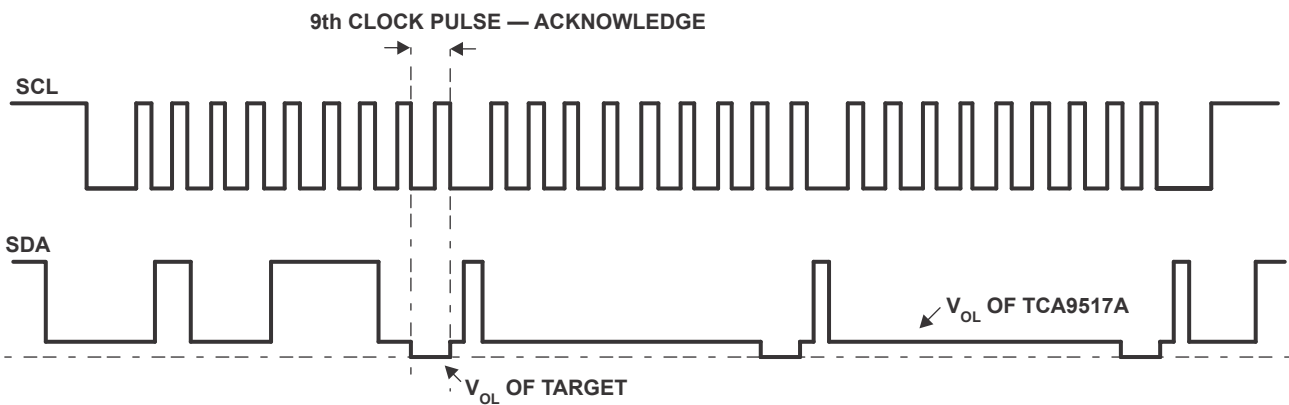 9th CLOCK PULSE — ACKNOWLEDGE
SCL
SDA
VOL OF TCA9517A
VOL OF TARGET